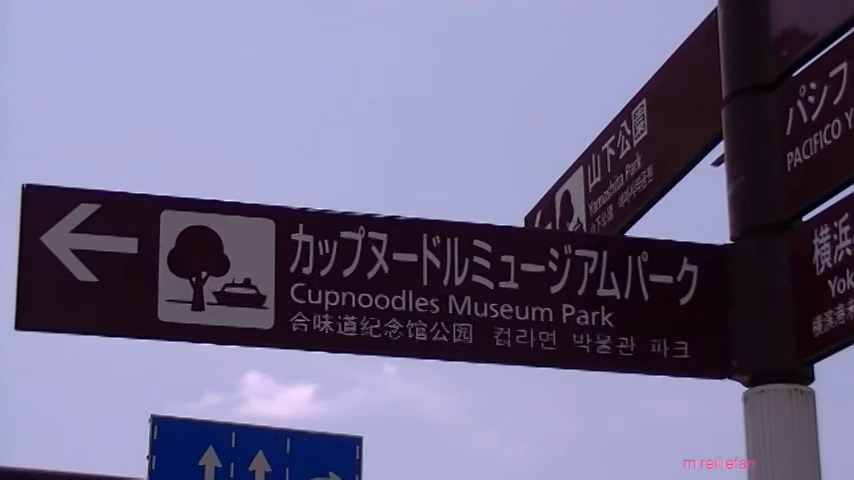 カップヌードルミュージアムパーク
Cupnoodles Museum Park
合味道纪念馆公园 컵라면 박물관 파크
山下公園
Yamashita Park
パシフ
PACIFICO Y
横浜
Yok
mireillefan